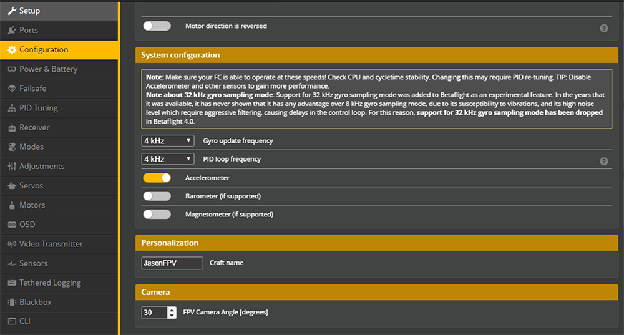 Setup
Ports
Configuration
Power & Battery
Failsafe
PID Tuning
Receiver
Modes
Adjustments
Servos
Motors
OSD
Video Transmitter
Sensors
Tethered Logging
Blackbox
CLI
Motor direction is reversed
System configuration
Note: Make sure your FC is able to operate at these speeds! Check CPU and cycletime stability. Changing this may require PID re-tuning. TIP: Disable
Accelerometer and other sensors to gain more performance.
Note about 32 kHz gyro sampling mode: Support for 32 kHz gyro sampling mode was added to Betaflight as an experimental feature. In the years that
it was available, it has never shown that it has any advantage over 8 kHz gyro sampling mode, due to its susceptibility to vibrations, and its high noise
level which require aggressive filtering, causing delays in the control loop. For this reason, support for 32 kHz gyro sampling mode has been dropped
in Betaflight 4.0.
4 kHz Gyro update frequency
4 kHz PID loop frequency
Accelerometer
Barometer (if supported)
Magnetometer (if supported)
Personalization
JasonFPV Craft name
Camera
30 FPV Camera Angle [degrees]